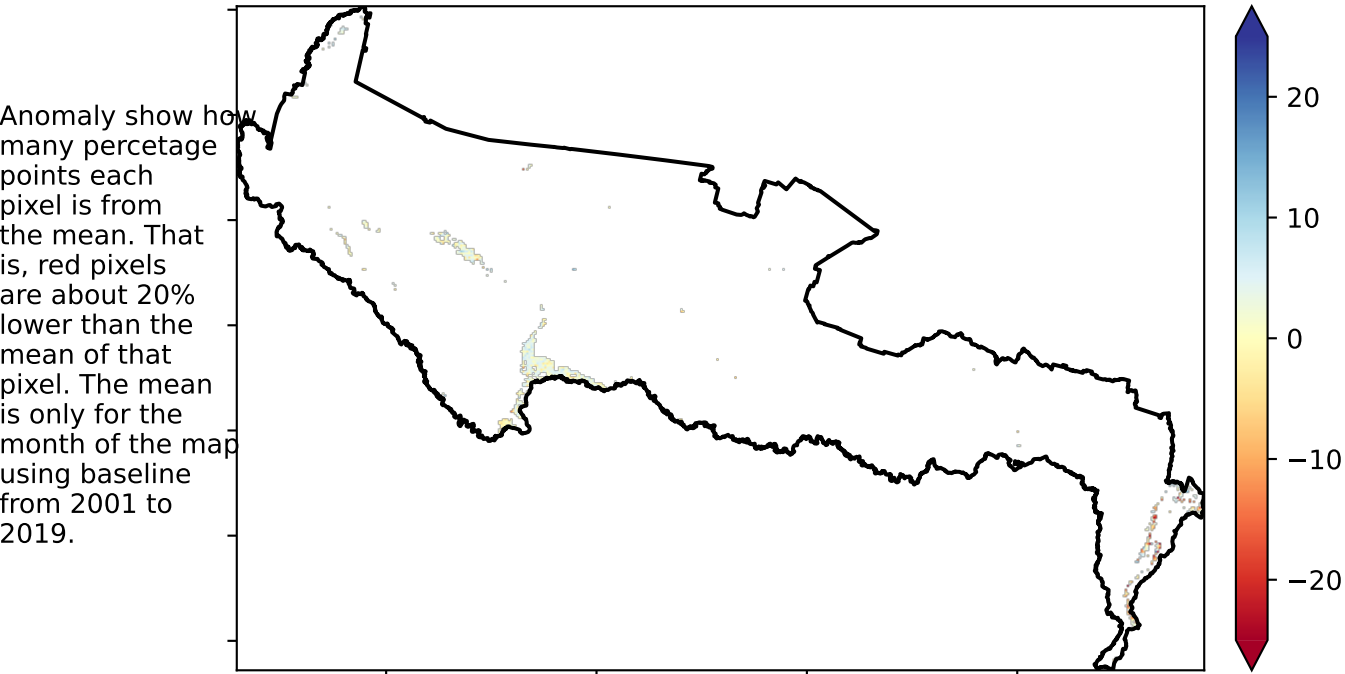 Anomaly show how
many percetage
points each
pixel is from
the mean. That
is, red pixels
are about 20%
lower than the
mean of that
pixel. The mean
is only for the
month of the map
using baseline
from 2001 to
2019.
20
10
0
−10
−20